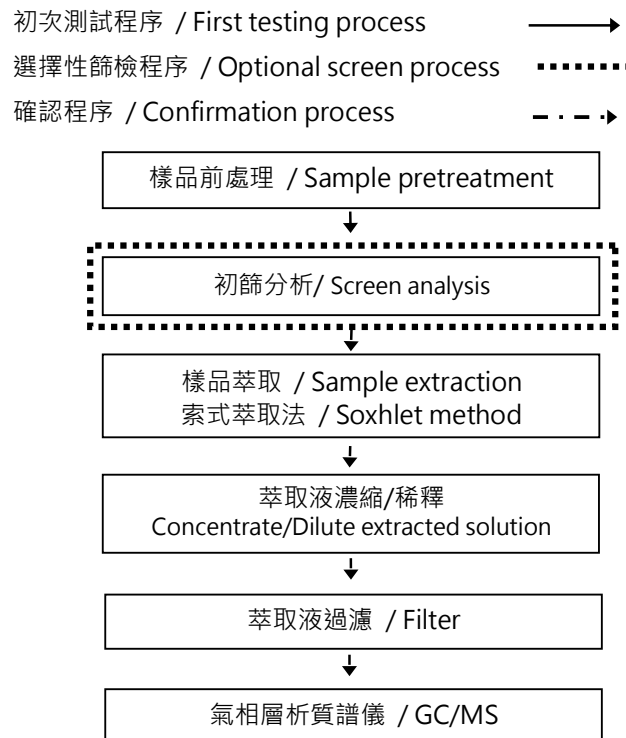 初次測試程序 / First testing process
選擇性篩檢程序 / Optional screen process
確認程序 / Confirmation process
樣品前處理 / Sample pretreatment
初篩分析/ Screen analysis
樣品萃取 / Sample extraction
索式萃取法 / Soxhlet method
萃取液濃縮/稀釋
Concentrate/Dilute extracted solution
萃取液過濾 / Filter
氣相層析質譜儀 / GC/MS